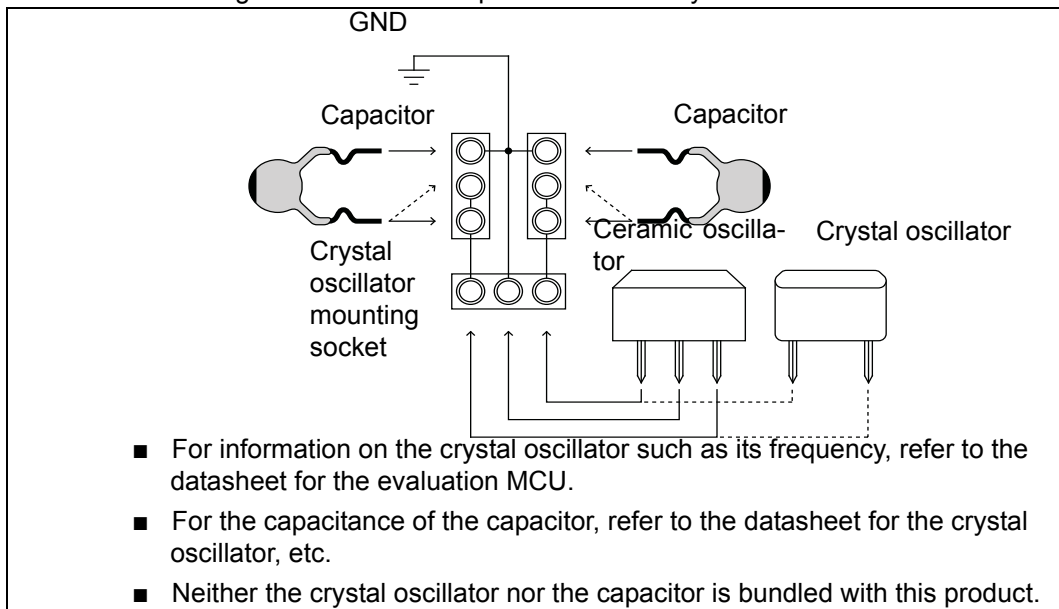 GND
Capacitor
Capacitor
Crystal
oscillator
mounting
socket
Ceramic oscilla-
tor
Crystal oscillator
■ For information on the crystal oscillator such as its frequency, refer to the
datasheet for the evaluation MCU.
■ For the capacitance of the capacitor, refer to the datasheet for the crystal
oscillator, etc.
■ Neither the crystal oscillator nor the capacitor is bundled with this product.